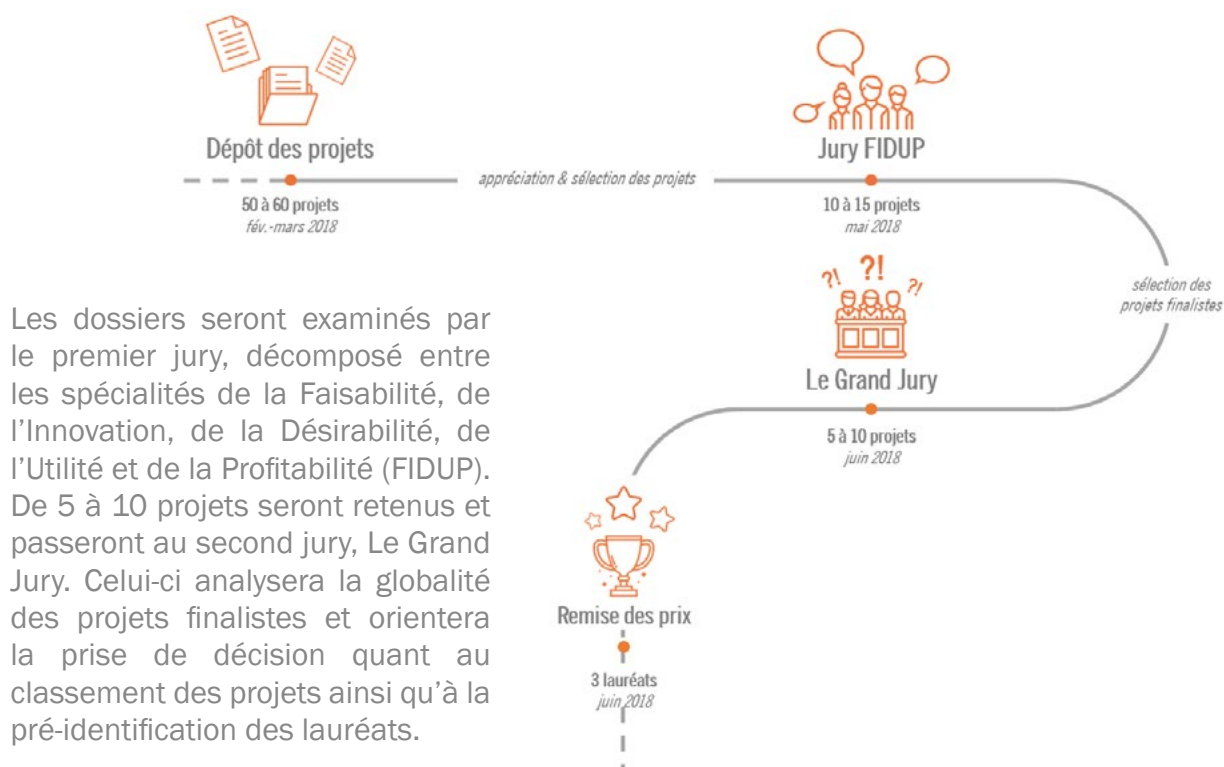 Dépôt des projets
50 à 60 projets
fév.-mars 2018
appréciation & sélection des projets
Jury FIDUP
10 à 15 projets
mai 2018
sélection des
projets finalistes
?! ?! ?!
Le Grand Jury
5 à 10 projets
juin 2018
Remise des prix
3 lauréats
juin 2018
Les dossiers seront examinés par
le premier jury, décomposé entre
les spécialités de la Faisabilité, de
l’Innovation, de la Désirabilité, de
l’Utilité et de la Profitabilité (FIDUP).
De 5 à 10 projets seront retenus et
passeront au second jury, Le Grand
Jury. Celui-ci analysera la globalité
des projets finalistes et orientera
la prise de décision quant au
classement des projets ainsi qu’à la
pré-identification des lauréats.